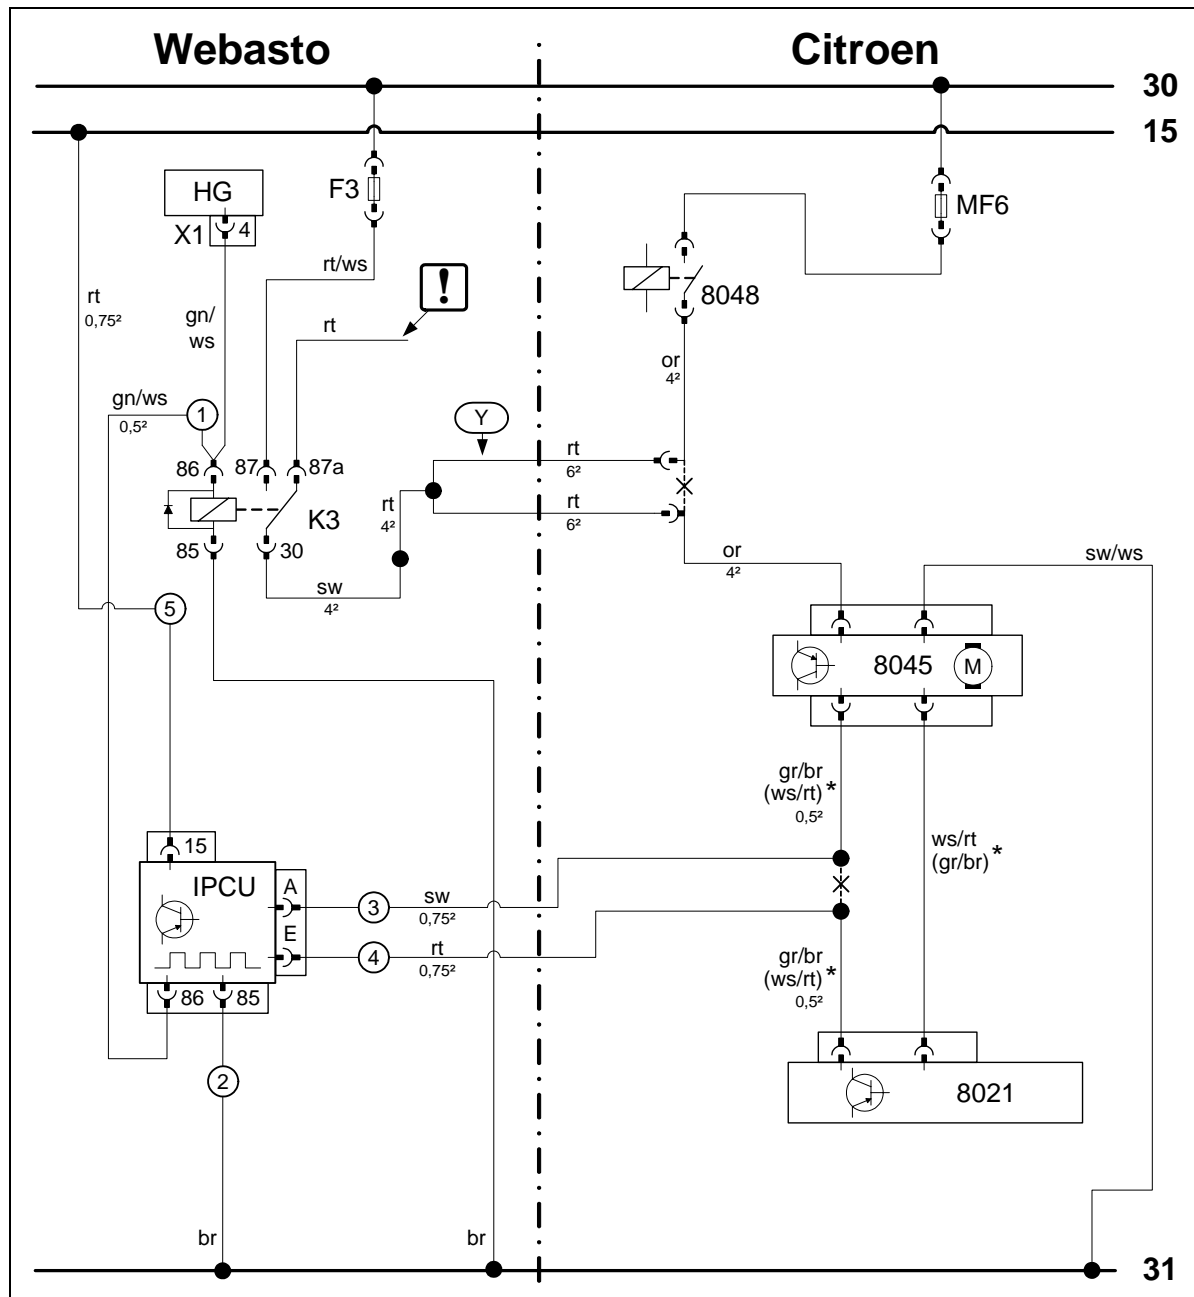 Webasto
Citroen
30
15
HG
X1
4
F3
MF6
rt/ws
!
8048
rt
0,75²
gn/
ws
rt
or
4²
gn/ws
0,5²
1
Y
86
87
87a
rt
6²
rt
4²
K3
rt
6²
85
30
sw
4²
or
4²
sw/ws
5
8045
M
gr/br
(ws/rt)*
0,5²
ws/rt
(gr/br)*
15
IPCU
A
3
sw
0,75²
E
4
rt
0,75²
gr/br
(ws/rt)*
0,5²
86
85
2
8021
br
br
31